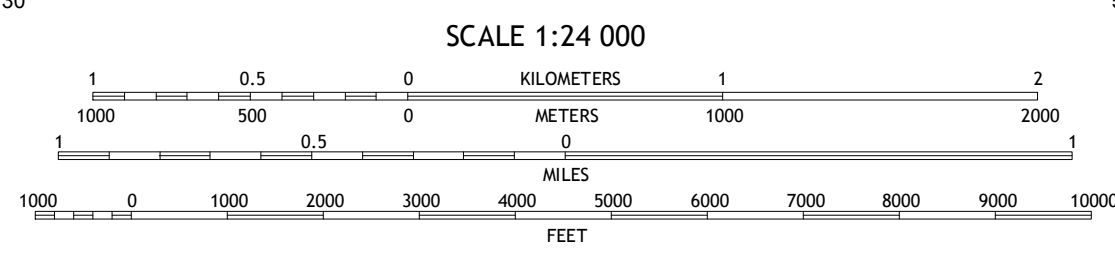 30
SCALE 1:24 000
1 0.5 0 KILOMETERS 1 2
1000 500 0 METERS 1000 2000
1 0.5 0 1
MILES
1000 0 1000 2000 3000 4000 5000 6000 7000 8000 9000 10000
FEET